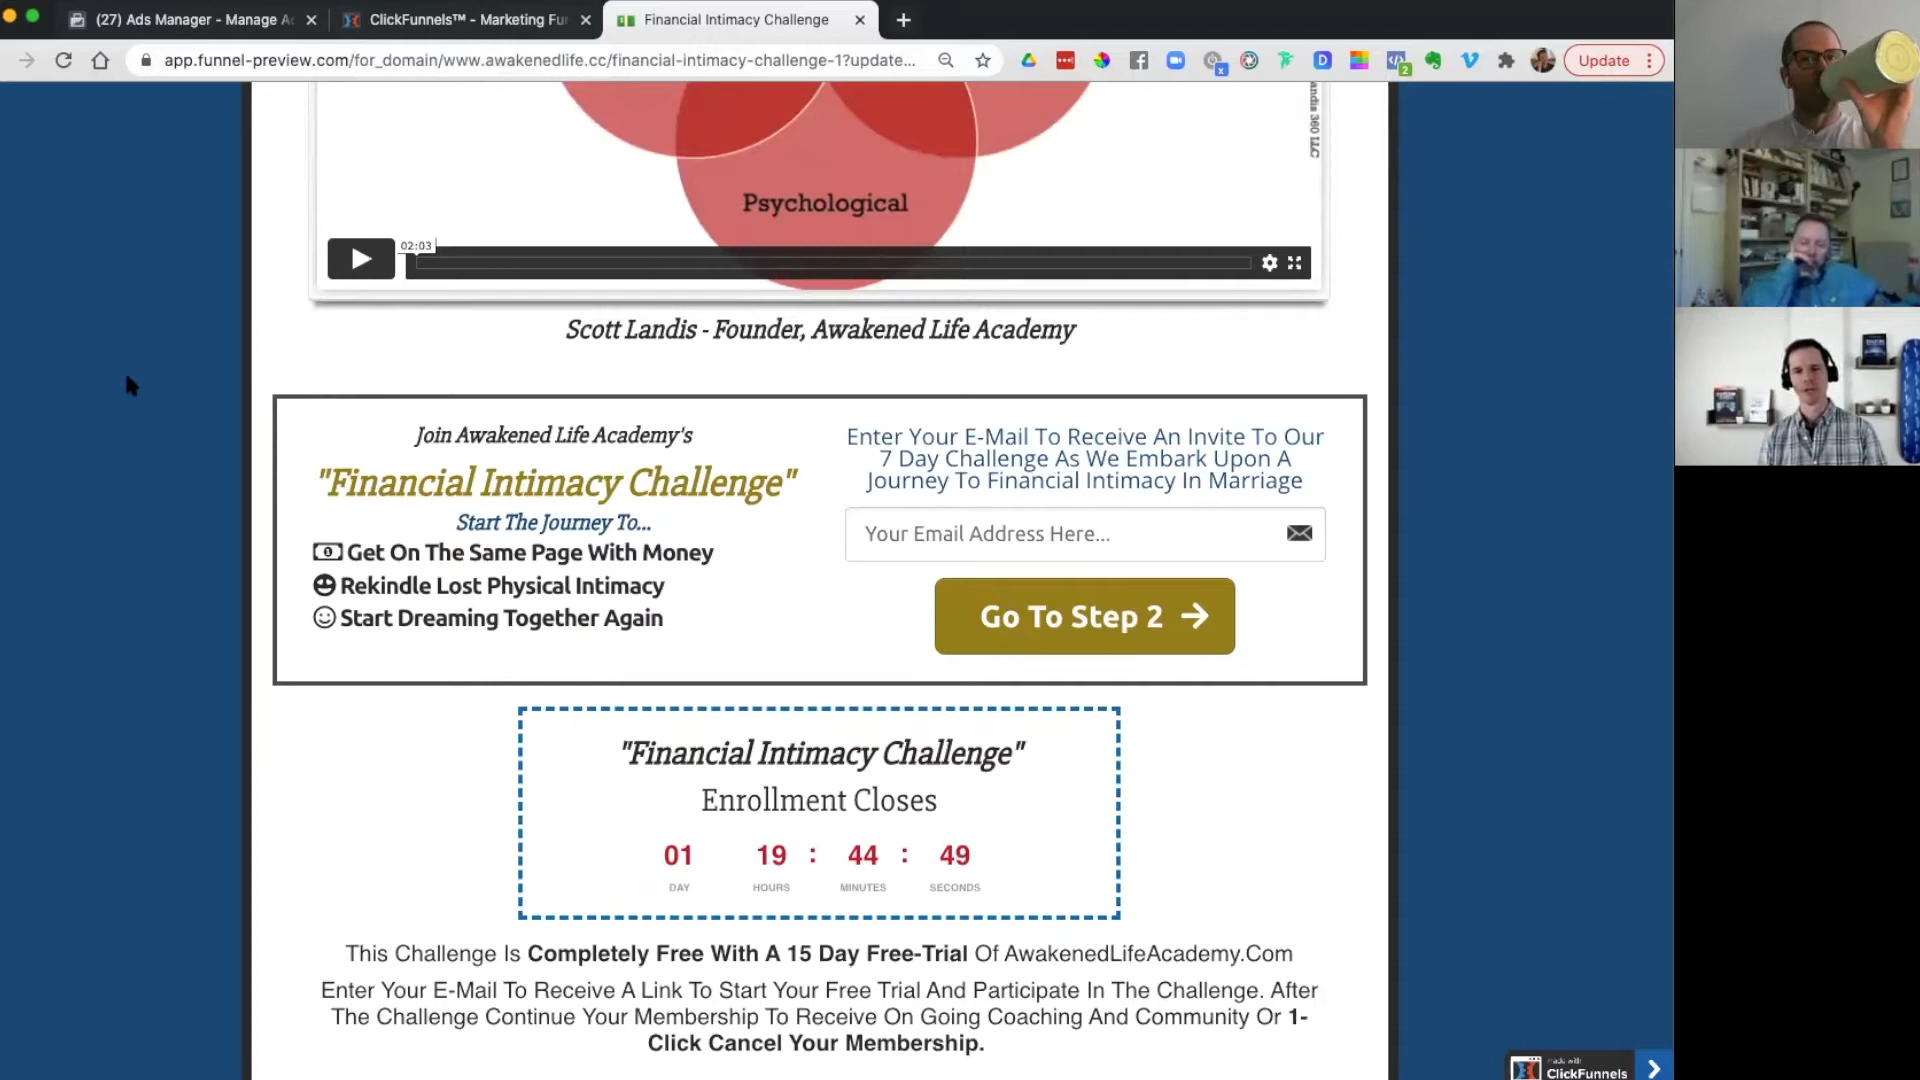 (27) Ads Manager - Manage Ad
ClickFunnels™ - Marketing Fu
Financial Intimacy Challenge
app.funnel-preview.com/for_domain/www.awakenedlife.cc/financial-intimacy-challenge-1?update...
Update
andis 360 LLC
Psychological
02:03
Scott Landis - Founder, Awakened Life Academy
Join Awakened Life Academy's
"Financial Intimacy Challenge"
Start The Journey To...
Get On The Same Page With Money
Rekindle Lost Physical Intimacy
Start Dreaming Together Again
Enter Your E-Mail To Receive An Invite To Our
7 Day Challenge As We Embark Upon A
Journey To Financial Intimacy In Marriage
Your Email Address Here...
Go To Step 2
"Financial Intimacy Challenge"
Enrollment Closes
01 19 : 44 : 49
DAY HOURS MINUTES SECONDS
This Challenge Is Completely Free With A 15 Day Free-Trial Of AwakenedLifeAcademy.Com
Enter Your E-Mail To Receive A Link To Start Your Free Trial And Participate In The Challenge. After
The Challenge Continue Your Membership To Receive On Going Coaching And Community Or 1-
Click Cancel Your Membership.
made with
ClickFunnels